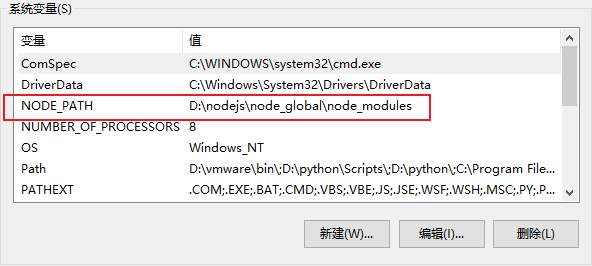 系统变量(S)
变量 值
ComSpec C:\WINDOWS\system32\cmd.exe
DriverData C:\Windows\System32\Drivers\DriverData
NODE_PATH D:\nodejs\node_global\node_modules
NUMBER_OF_PROCESSORS 8
OS Windows_NT
Path D:\vmware\bin\;D:\python\Scripts\;D:\python\;C:\Program File...
PATHEXT .COM;.EXE;.BAT;.CMD;.VBS;.VBE;.JS;.JSE;.WSF;.WSH;.MSC;.PY;.P...
新建(W)... 编辑(I)... 删除(L)